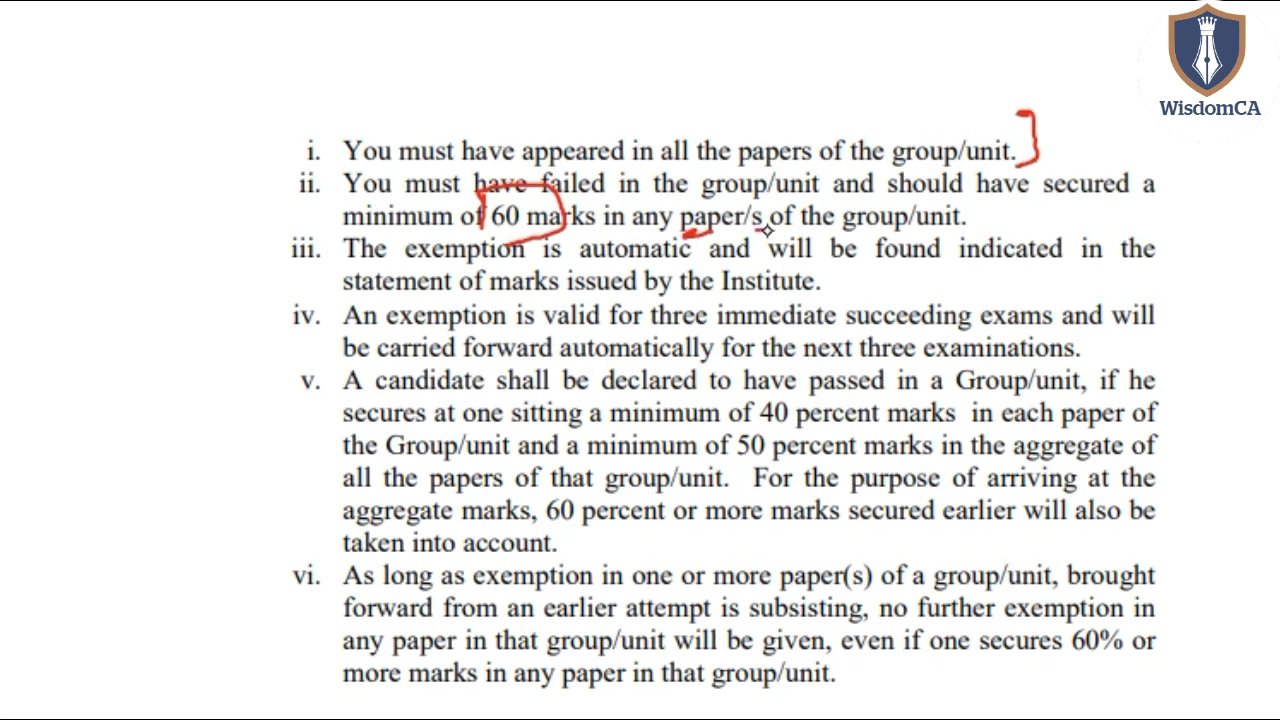 WisdomCA
i. You must have appeared in all the papers of the group/unit.
ii. You must have failed in the group/unit and should have secured a
minimum of 60 marks in any paper/s of the group/unit.
iii. The exemption is automatic and will be found indicated in the
statement of marks issued by the Institute.
iv. An exemption is valid for three immediate succeeding exams and will
be carried forward automatically for the next three examinations.
v. A candidate shall be declared to have passed in a Group/unit, if he
secures at one sitting a minimum of 40 percent marks in each paper of
the Group/unit and a minimum of 50 percent marks in the aggregate of
all the papers of that group/unit. For the purpose of arriving at the
aggregate marks, 60 percent or more marks secured earlier will also be
taken into account.
vi. As long as exemption in one or more paper(s) of a group/unit, brought
forward from an earlier attempt is subsisting, no further exemption in
any paper in that group/unit will be given, even if one secures 60% or
more marks in any paper in that group/unit.